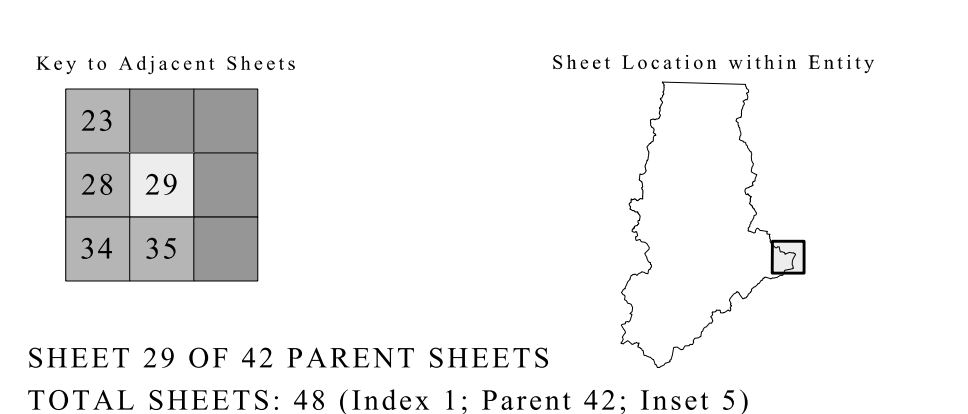 Key to Adjacent Sheets
Sheet Location within Entity
23
28 29
34 35
SHEET 29 OF 42 PARENT SHEETS
TOTAL SHEETS: 48 (Index 1; Parent 42; Inset 5)